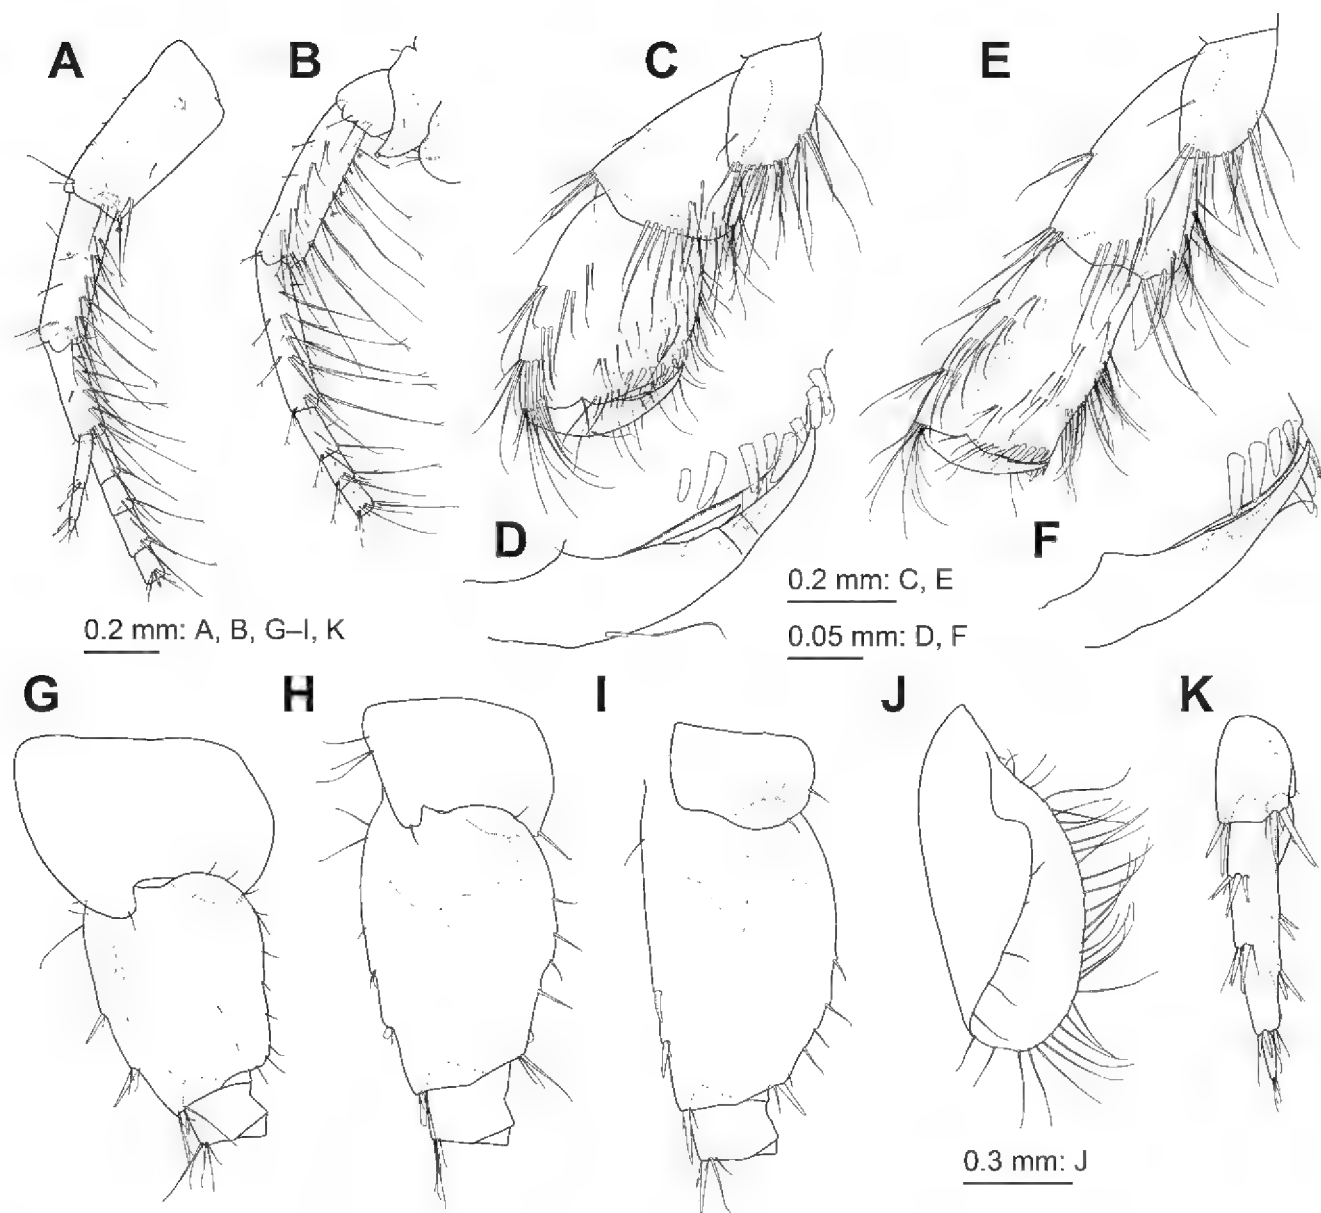 A B C E
D F
0.2 mm: C, E
0.2 mm: A, B, G–I, K
0.05 mm: D, F
G H I J K
0.3 mm: J